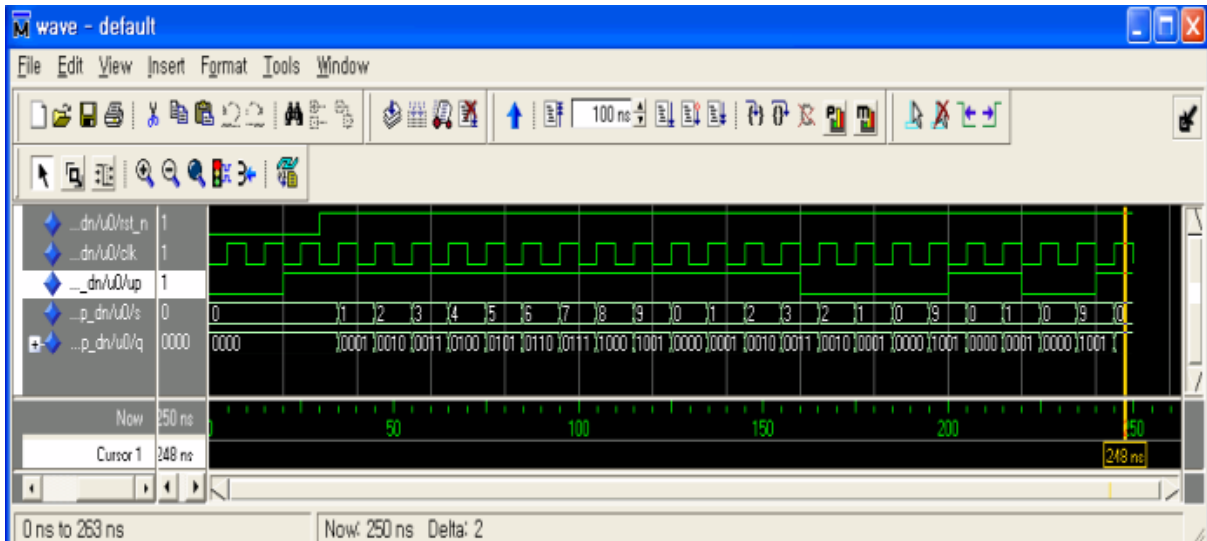 wave - default
File Edit View Insert Format Tools Window
100 ns
...dn/u0/rst_n 1
...dn/u0/clk 1
..._dn/u0/up 1
...p_dn/u0/s 0 0 1 2 3 4 5 6 7 8 9 0 1 2 3 2 1 0 9 0 1 0 9 0
...p_dn/u0/q 0000 0000 0001 0010 0011 0100 0101 0110 0111 1000 1001 0000 0001 0010 0011 0010 0001 0000 1001 0000 0001 0000 1001
Now 250 ns 50 100 150 200 250
Cursor 1 248 ns 248 ns
0 ns to 263 ns Now: 250 ns Delta: 2